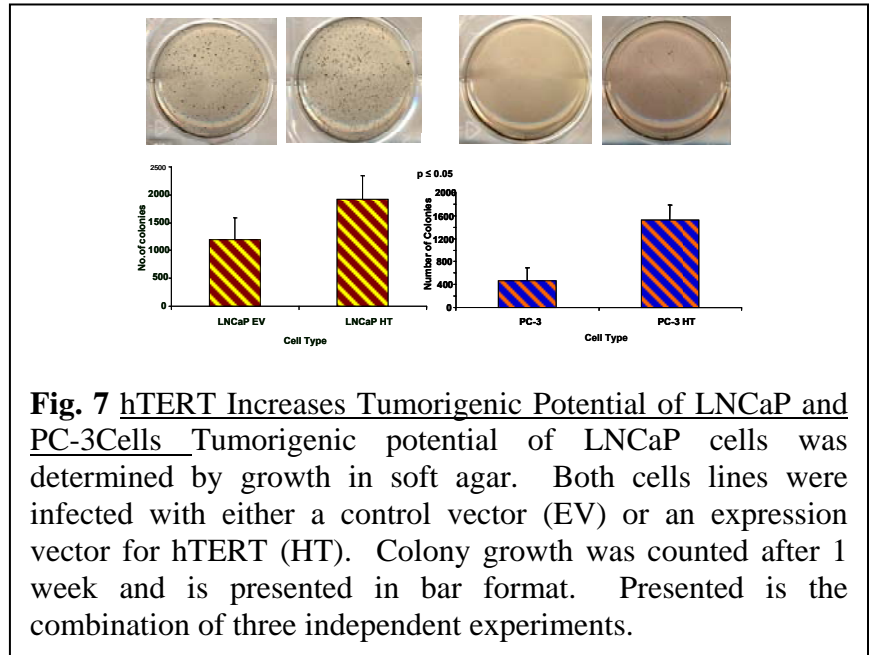 2500
2000
1500
1000
500
0
No.of colonies
LNCaP EV LNCaP HT
Cell Type
p ≤ 0.05
2000
1600
1200
800
400
0
Number of Colonies
PC-3 PC-3 HT
Cell Type
Fig. 7 hTERT Increases Tumorigenic Potential of LNCaP and
PC-3Cells Tumorigenic potential of LNCaP cells was
determined by growth in soft agar. Both cells lines were
infected with either a control vector (EV) or an expression
vector for hTERT (HT). Colony growth was counted after 1
week and is presented in bar format. Presented is the
combination of three independent experiments.